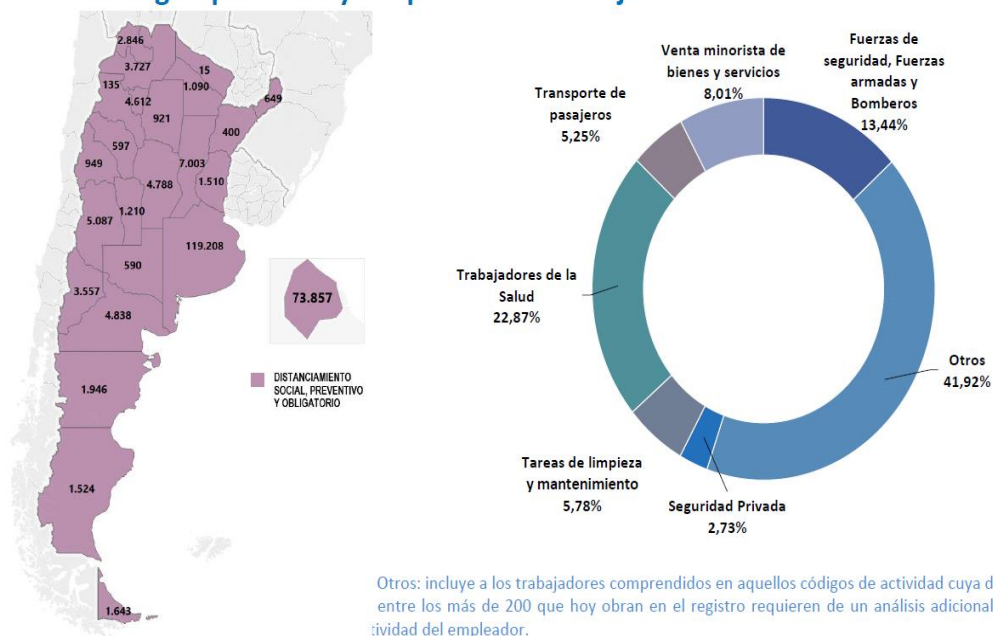 2.846
3.727
15
135
1.090
4.612
649
921
400
597
949
7.003
4.788
1.510
1.210
5.087
119.208
590
73.857
3.557
4.838
DISTANCIAMIENTO
SOCIAL, PREVENTIVO
Y OBLIGATORIO
1.946
1.524
1.643
Venta minorista de
bienes y servicios
8,01%
Fuerzas de
seguridad, Fuerzas
armadas y
Bomberos
13,44%
Transporte de
pasajeros
5,25%
Trabajadores de la
Salud
22,87%
Otros
41,92%
Tareas de limpieza
y mantenimiento
5,78%
Seguridad Privada
2,73%
Otros: incluye a los trabajadores comprendidos en aquellos códigos de actividad cuya d
entre los más de 200 que hoy obran en el registro requieren de un análisis adicional
tividad del empleador.